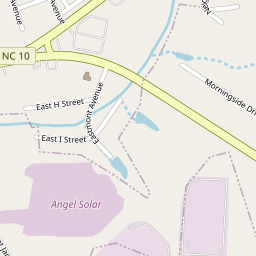 NC 10
Morningside Dr
East H Street
Eastmont Avenue
East I Street
Angel Solar